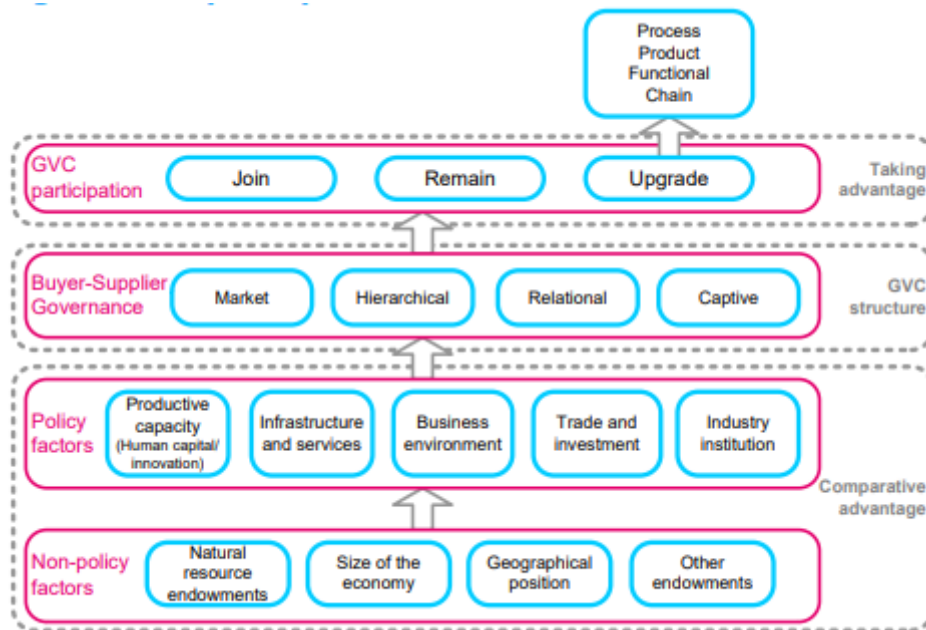 Process
Product
Functional
Chain
GVC
participation
Join
Remain
Upgrade
Taking
advantage
Buyer-Supplier
Governance
Market
Hierarchical
Relational
Captive
GVC
structure
Policy
factors
Productive
capacity
(Human capital/
innovation)
Infrastructure
and services
Business
environment
Trade and
investment
Industry
institution
Comparative
advantage
Non-policy
factors
Natural
resource
endowments
Size of the
economy
Geographical
position
Other
endowments